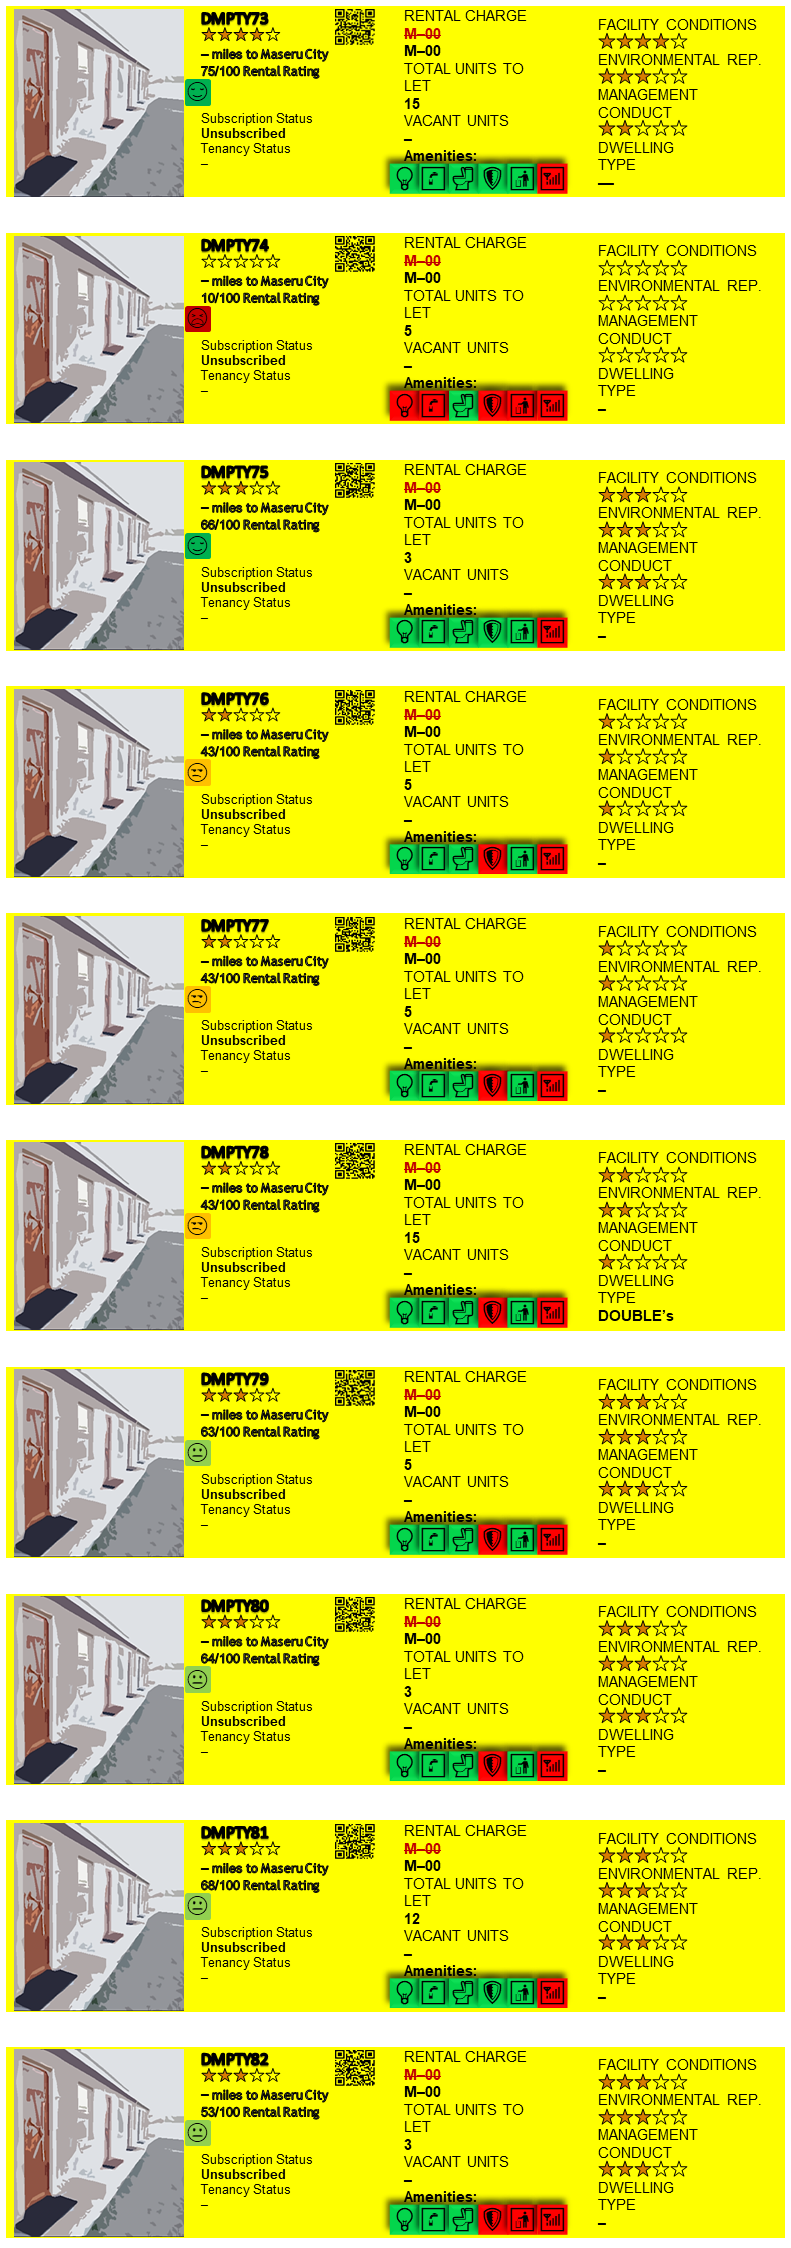 DMPTY73
– miles to Maseru City
75/100 Rental Rating
Subscription Status
Unsubscribed
Tenancy Status
–
RENTAL CHARGE
M–00
M–00
TOTAL UNITS TO
LET
15
VACANT UNITS
–
Amenities:
FACILITY CONDITIONS
ENVIRONMENTAL REP.
MANAGEMENT
CONDUCT
DWELLING
TYPE
—
DMPTY74
– miles to Maseru City
10/100 Rental Rating
Subscription Status
Unsubscribed
Tenancy Status
–
RENTAL CHARGE
M–00
M–00
TOTAL UNITS TO
LET
5
VACANT UNITS
–
Amenities:
FACILITY CONDITIONS
ENVIRONMENTAL REP.
MANAGEMENT
CONDUCT
DWELLING
TYPE
–
DMPTY75
– miles to Maseru City
66/100 Rental Rating
Subscription Status
Unsubscribed
Tenancy Status
–
RENTAL CHARGE
M–00
M–00
TOTAL UNITS TO
LET
3
VACANT UNITS
–
Amenities:
FACILITY CONDITIONS
ENVIRONMENTAL REP.
MANAGEMENT
CONDUCT
DWELLING
TYPE
–
DMPTY76
– miles to Maseru City
43/100 Rental Rating
Subscription Status
Unsubscribed
Tenancy Status
–
RENTAL CHARGE
M–00
M–00
TOTAL UNITS TO
LET
5
VACANT UNITS
–
Amenities:
FACILITY CONDITIONS
ENVIRONMENTAL REP.
MANAGEMENT
CONDUCT
DWELLING
TYPE
–
DMPTY77
– miles to Maseru City
43/100 Rental Rating
Subscription Status
Unsubscribed
Tenancy Status
–
RENTAL CHARGE
M–00
M–00
TOTAL UNITS TO
LET
5
VACANT UNITS
–
Amenities:
FACILITY CONDITIONS
ENVIRONMENTAL REP.
MANAGEMENT
CONDUCT
DWELLING
TYPE
–
DMPTY78
– miles to Maseru City
43/100 Rental Rating
Subscription Status
Unsubscribed
Tenancy Status
–
RENTAL CHARGE
M–00
M–00
TOTAL UNITS TO
LET
15
VACANT UNITS
–
Amenities:
FACILITY CONDITIONS
ENVIRONMENTAL REP.
MANAGEMENT
CONDUCT
DWELLING
TYPE
DOUBLE’s
DMPTY79
– miles to Maseru City
63/100 Rental Rating
Subscription Status
Unsubscribed
Tenancy Status
–
RENTAL CHARGE
M–00
M–00
TOTAL UNITS TO
LET
5
VACANT UNITS
–
Amenities:
FACILITY CONDITIONS
ENVIRONMENTAL REP.
MANAGEMENT
CONDUCT
DWELLING
TYPE
–
DMPTY80
– miles to Maseru City
64/100 Rental Rating
Subscription Status
Unsubscribed
Tenancy Status
–
RENTAL CHARGE
M–00
M–00
TOTAL UNITS TO
LET
3
VACANT UNITS
–
Amenities:
FACILITY CONDITIONS
ENVIRONMENTAL REP.
MANAGEMENT
CONDUCT
DWELLING
TYPE
–
DMPTY81
– miles to Maseru City
68/100 Rental Rating
Subscription Status
Unsubscribed
Tenancy Status
–
RENTAL CHARGE
M–00
M–00
TOTAL UNITS TO
LET
12
VACANT UNITS
–
Amenities:
FACILITY CONDITIONS
ENVIRONMENTAL REP.
MANAGEMENT
CONDUCT
DWELLING
TYPE
–
DMPTY82
– miles to Maseru City
53/100 Rental Rating
Subscription Status
Unsubscribed
Tenancy Status
–
RENTAL CHARGE
M–00
M–00
TOTAL UNITS TO
LET
3
VACANT UNITS
–
Amenities:
FACILITY CONDITIONS
ENVIRONMENTAL REP.
MANAGEMENT
CONDUCT
DWELLING
TYPE
–